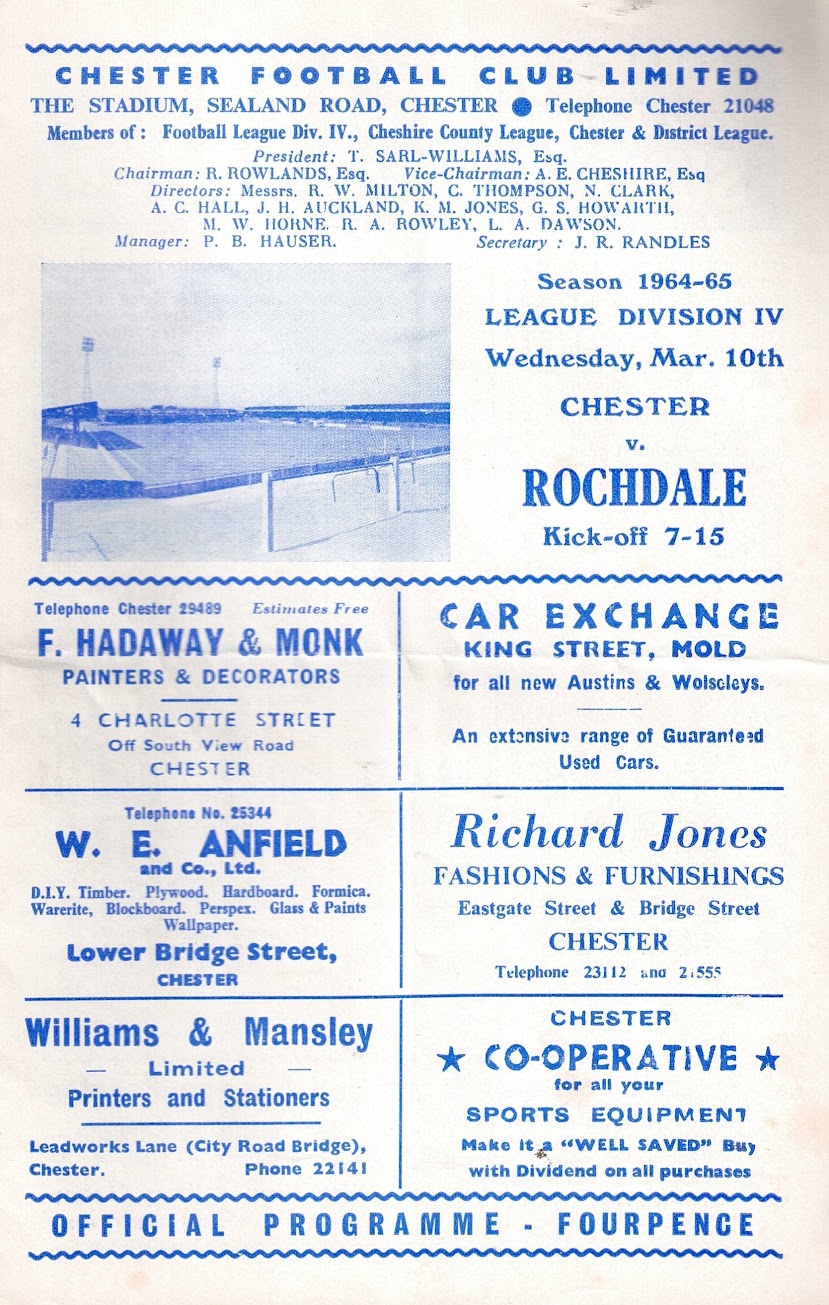 CHESTER FOOTBALL CLUB LIMITED
THE STADIUM, SEALAND ROAD, CHESTER ● Telephone Chester 21048
Members of : Football League Div. IV., Cheshire County League, Chester & District League.
President: T. SARL-WILLIAMS, Esq.
Chairman: R. ROWLANDS, Esq. Vice-Chairman: A. E. CHESHIRE, Esq
Directors: Messrs. R. W. MILTON, C. THOMPSON, N. CLARK,
A. C. HALL, J. H. AUCKLAND, K. M. JONES, G. S. HOWARTH,
M. W. HORNE. R. A. ROWLEY, L. A. DAWSON.
Manager: P. B. HAUSER. Secretary : J. R. RANDLES
Season 1964-65
LEAGUE DIVISION IV
Wednesday, Mar. 10th
CHESTER
v.
ROCHDALE
Kick-off 7-15
Telephone Chester 29489 Estimates Free
F. HADAWAY & MONK
PAINTERS & DECORATORS
4 CHARLOTTE STREET
Off South View Road
CHESTER
CAR EXCHANGE
KING STREET, MOLD
for all new Austins & Wolseleys.
An extensive range of Guaranteed
Used Cars.
Telephone No. 25344
W. E. ANFIELD
and Co., Ltd.
D.I.Y. Timber. Plywood. Hardboard. Formica.
Warerite, Blockboard. Perspex. Glass & Paints
Wallpaper.
Lower Bridge Street,
CHESTER
Richard Jones
FASHIONS & FURNISHINGS
Eastgate Street & Bridge Street
CHESTER
Telephone 23112 and
Williams & Mansley
— Limited —
Printers and Stationers
Leadworks Lane (City Road Bridge),
Chester. Phone 22141
CHESTER
★ CO-OPERATIVE ★
for all your
SPORTS EQUIPMENT
Make it a "WELL SAVED" Buy
with Dividend on all purchases
OFFICIAL PROGRAMME - FOURPENCE